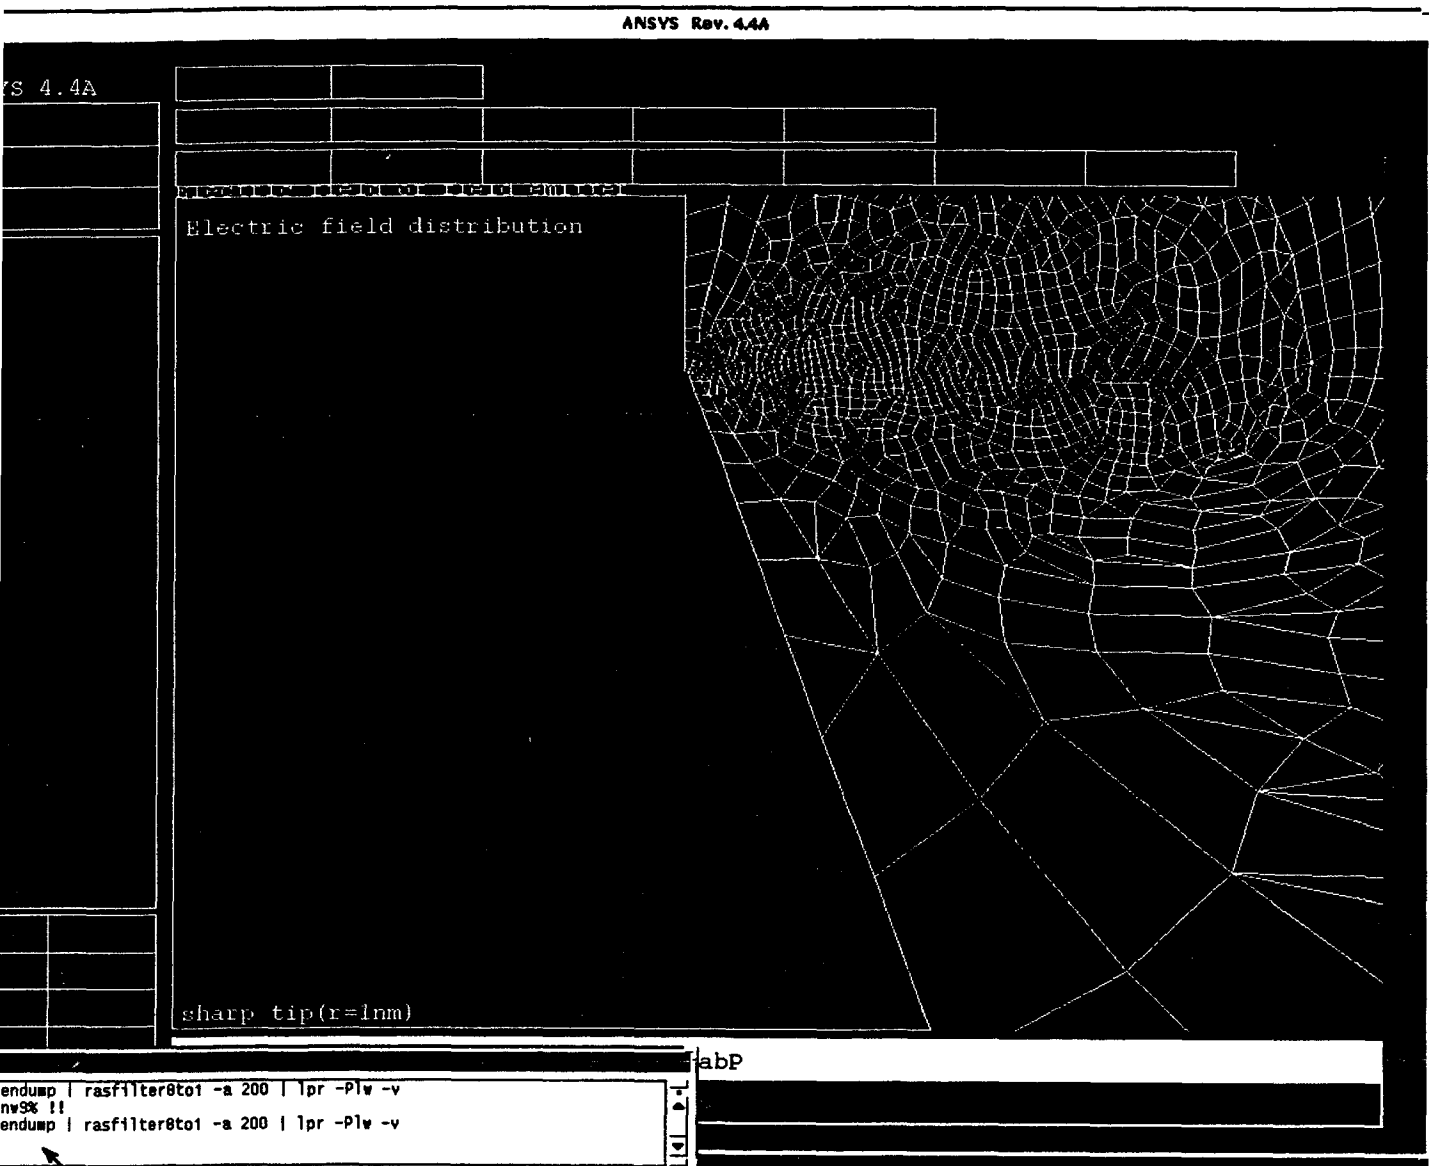 ANSYS Rev. 4.4A
YS 4.4A
Electric field distribution
sharp tip(r=1nm)
abP
endump | rasfilter8to1 -a 200 | lpr -Plw -v
nw9% !!
endump | rasfilter8to1 -a 200 | lpr -Plw -v